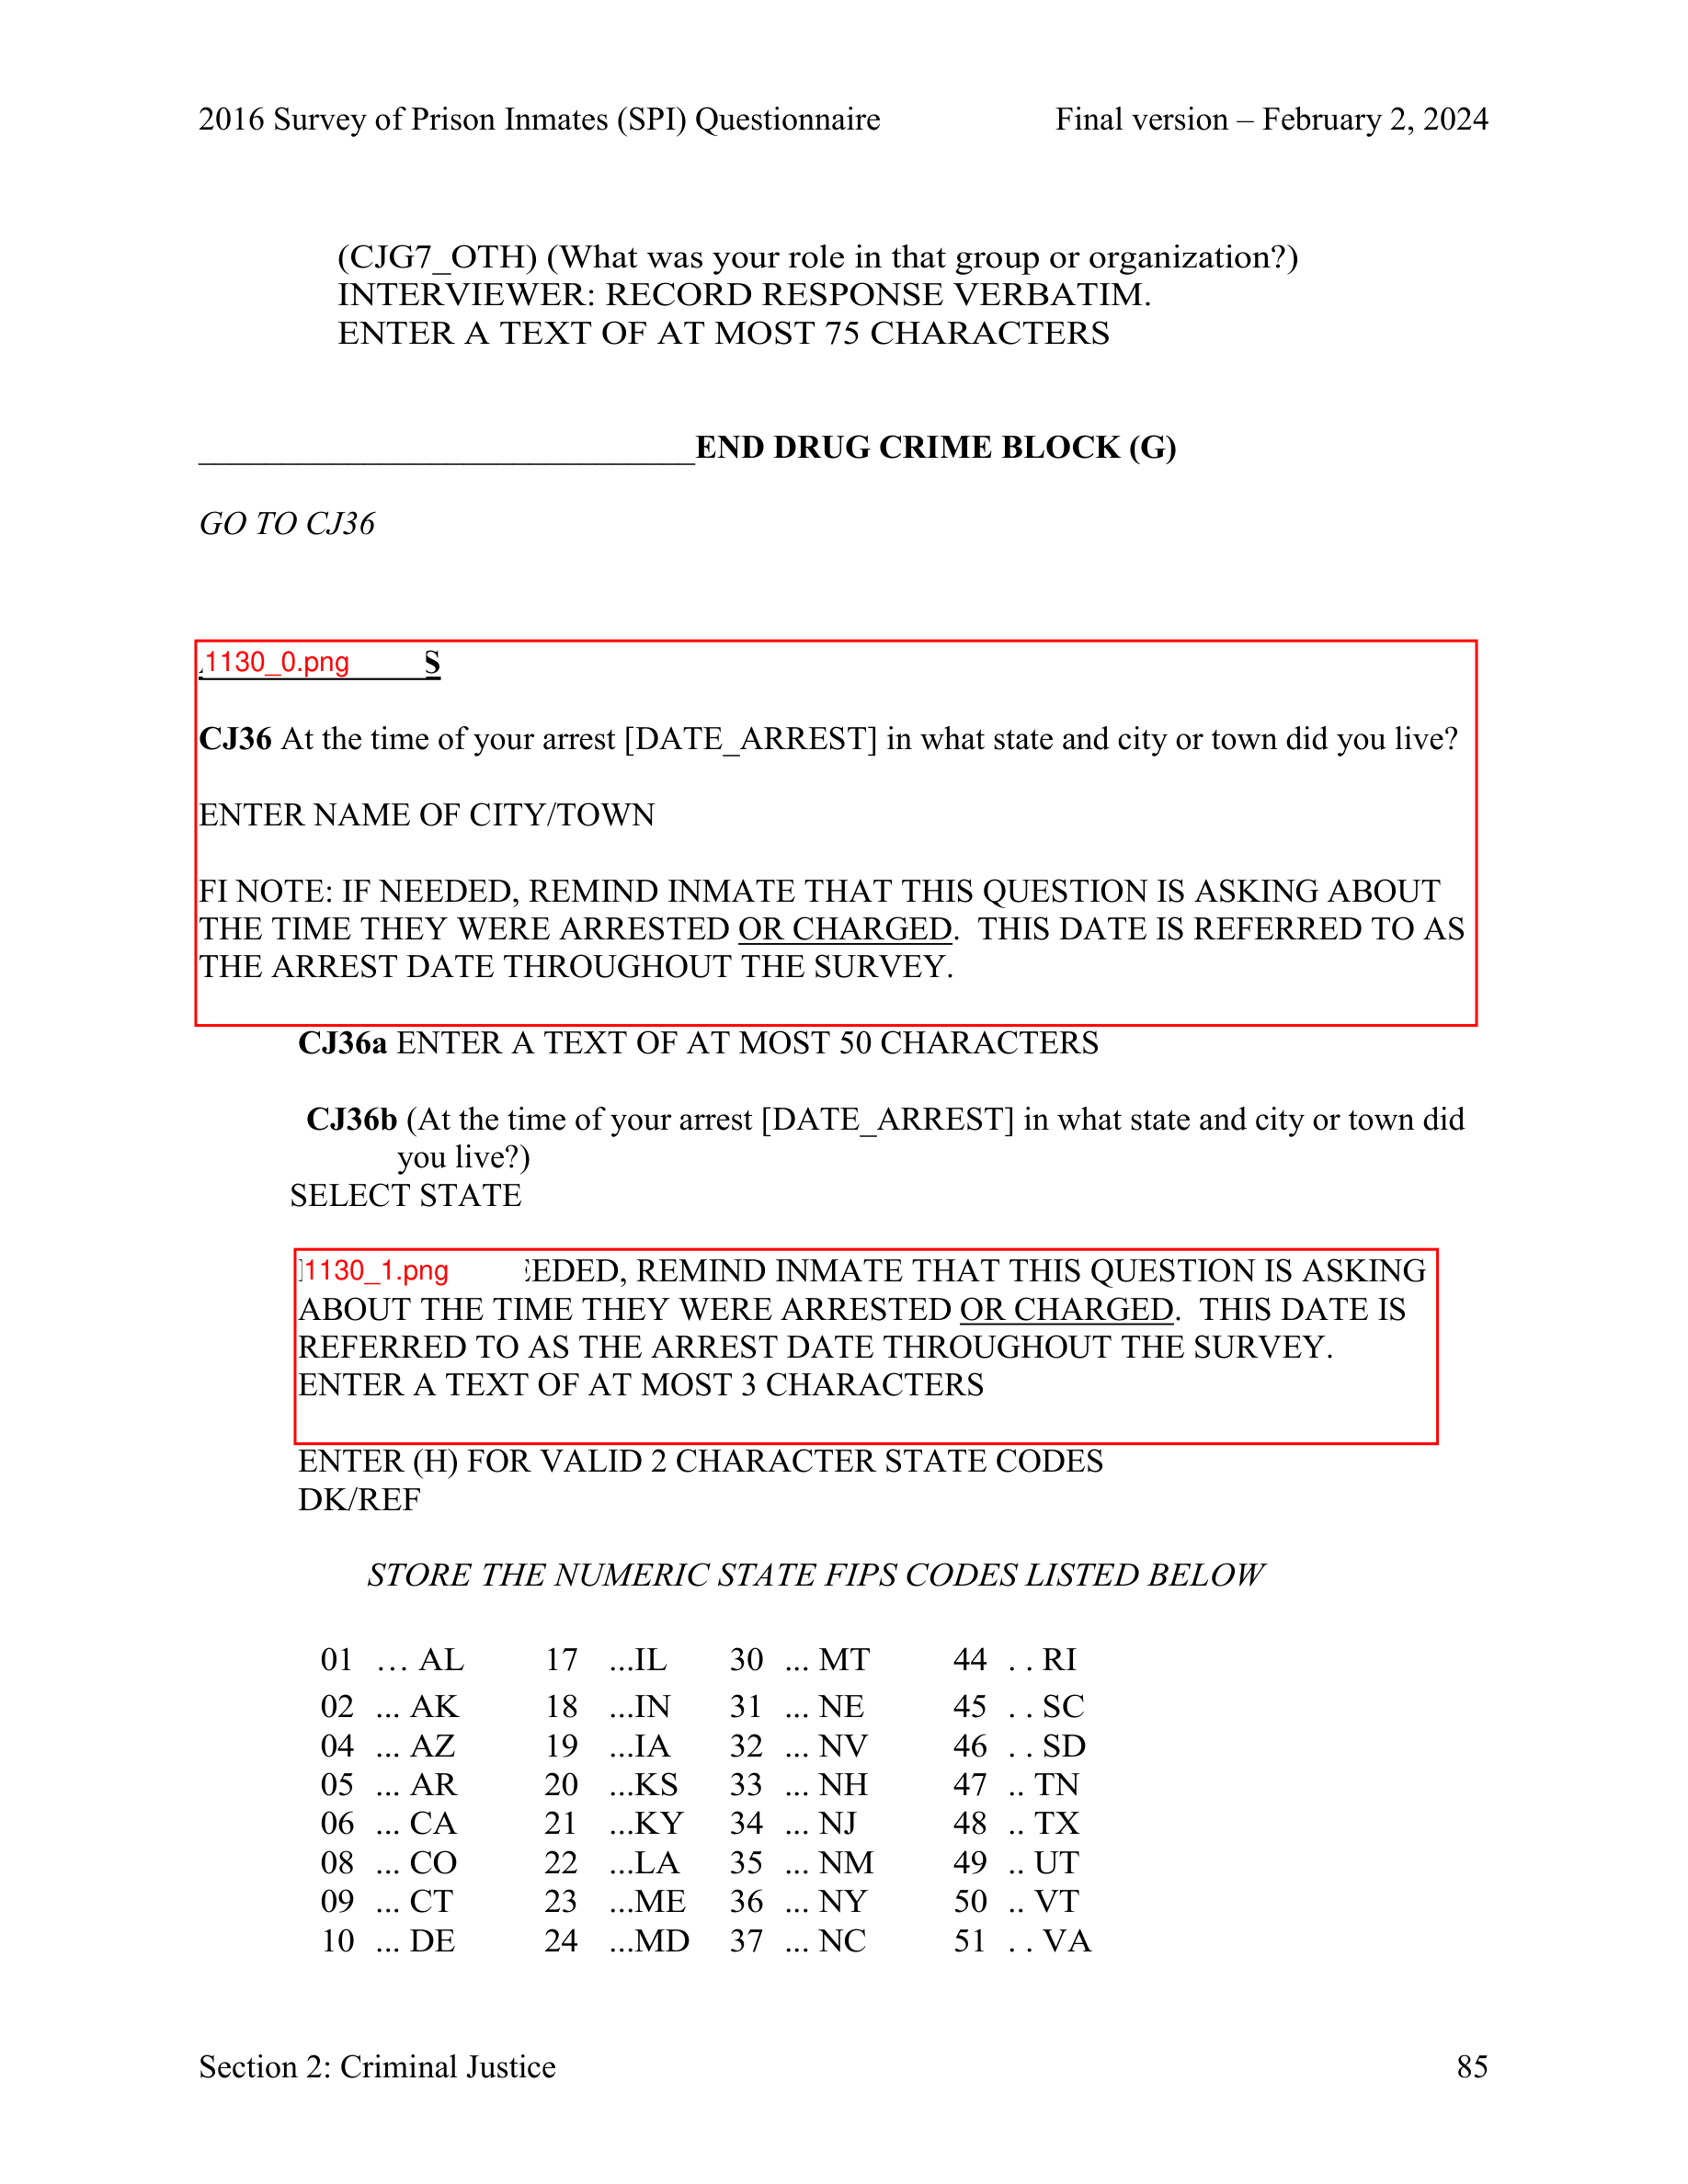 2016 Survey of Prison Inmates (SPI) Questionnaire Final version – February 2, 2024
(CJG7_OTH) (What was your role in that group or organization?)
INTERVIEWER: RECORD RESPONSE VERBATIM.
ENTER A TEXT OF AT MOST 75 CHARACTERS
______________________________END DRUG CRIME BLOCK (G)
GO TO CJ36
1130_0.png S
CJ36 At the time of your arrest [DATE_ARREST] in what state and city or town did you live?
ENTER NAME OF CITY/TOWN
FI NOTE: IF NEEDED, REMIND INMATE THAT THIS QUESTION IS ASKING ABOUT
THE TIME THEY WERE ARRESTED OR CHARGED. THIS DATE IS REFERRED TO AS
THE ARREST DATE THROUGHOUT THE SURVEY.
CJ36a ENTER A TEXT OF AT MOST 50 CHARACTERS
CJ36b (At the time of your arrest [DATE_ARREST] in what state and city or town did
you live?)
SELECT STATE
1130_1.png EDED, REMIND INMATE THAT THIS QUESTION IS ASKING
ABOUT THE TIME THEY WERE ARRESTED OR CHARGED. THIS DATE IS
REFERRED TO AS THE ARREST DATE THROUGHOUT THE SURVEY.
ENTER A TEXT OF AT MOST 3 CHARACTERS
ENTER (H) FOR VALID 2 CHARACTER STATE CODES
DK/REF
STORE THE NUMERIC STATE FIPS CODES LISTED BELOW
01 … AL 17 ...IL 30 ... MT 44 . . RI
02 ... AK 18 ...IN 31 ... NE 45 . . SC
04 ... AZ 19 ...IA 32 ... NV 46 . . SD
05 ... AR 20 ...KS 33 ... NH 47 .. TN
06 ... CA 21 ...KY 34 ... NJ 48 .. TX
08 ... CO 22 ...LA 35 ... NM 49 .. UT
09 ... CT 23 ...ME 36 ... NY 50 .. VT
10 ... DE 24 ...MD 37 ... NC 51 . . VA
Section 2: Criminal Justice 85